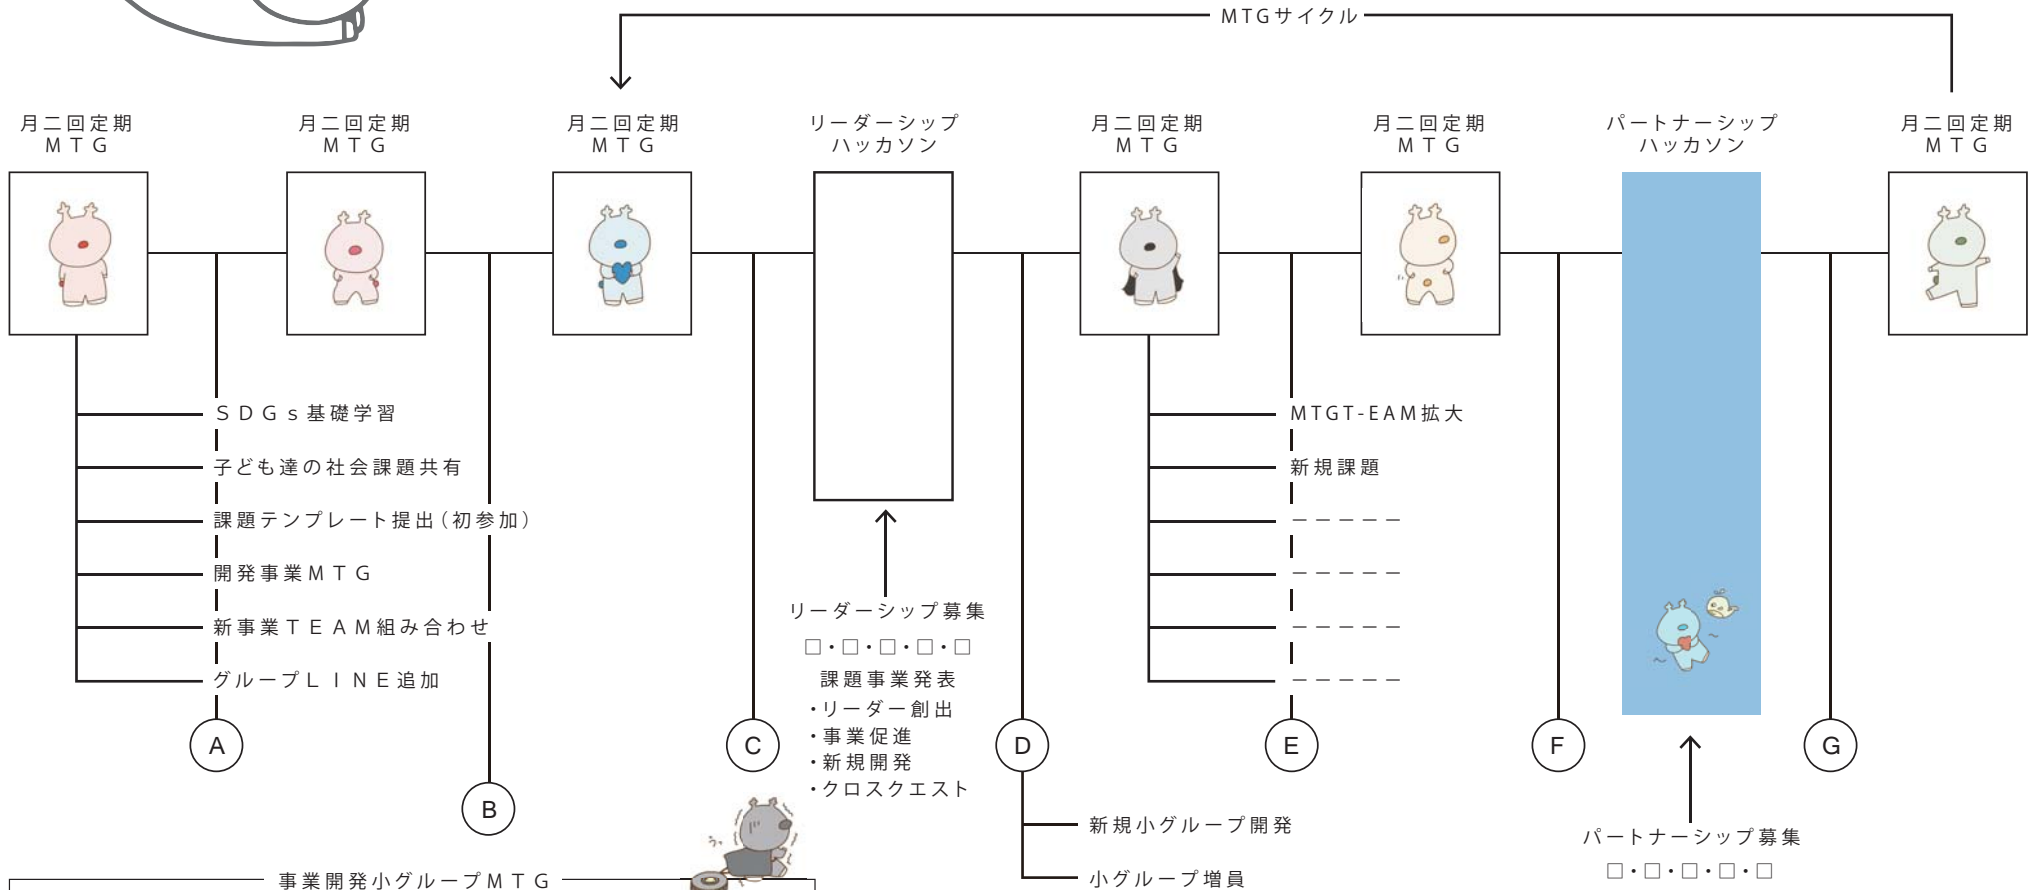 MTGサイクル
月二回定期
ＭＴＧ
月二回定期
ＭＴＧ
月二回定期
ＭＴＧ
リーダーシップ
ハッカソン
月二回定期
ＭＴＧ
月二回定期
ＭＴＧ
パートナーシップ
ハッカソン
月二回定期
ＭＴＧ
ＳＤＧｓ基礎学習
子ども達の社会課題共有
課題テンプレート提出（初参加）
開発事業ＭＴＧ
新事業ＴＥＡＭ組み合わせ
グループＬＩＮＥ追加
A
B
C
リーダーシップ募集
□・□・□・□・□
課題事業発表
・リーダー創出
・事業促進
・新規開発
・クロスクエスト
D
新規小グループ開発
小グループ増員
MTGT-EAM拡大
新規課題
－－－－－
－－－－－
－－－－－
－－－－－
E
F
パートナーシップ募集
□・□・□・□・□
G
事業開発小グループＭＴＧ